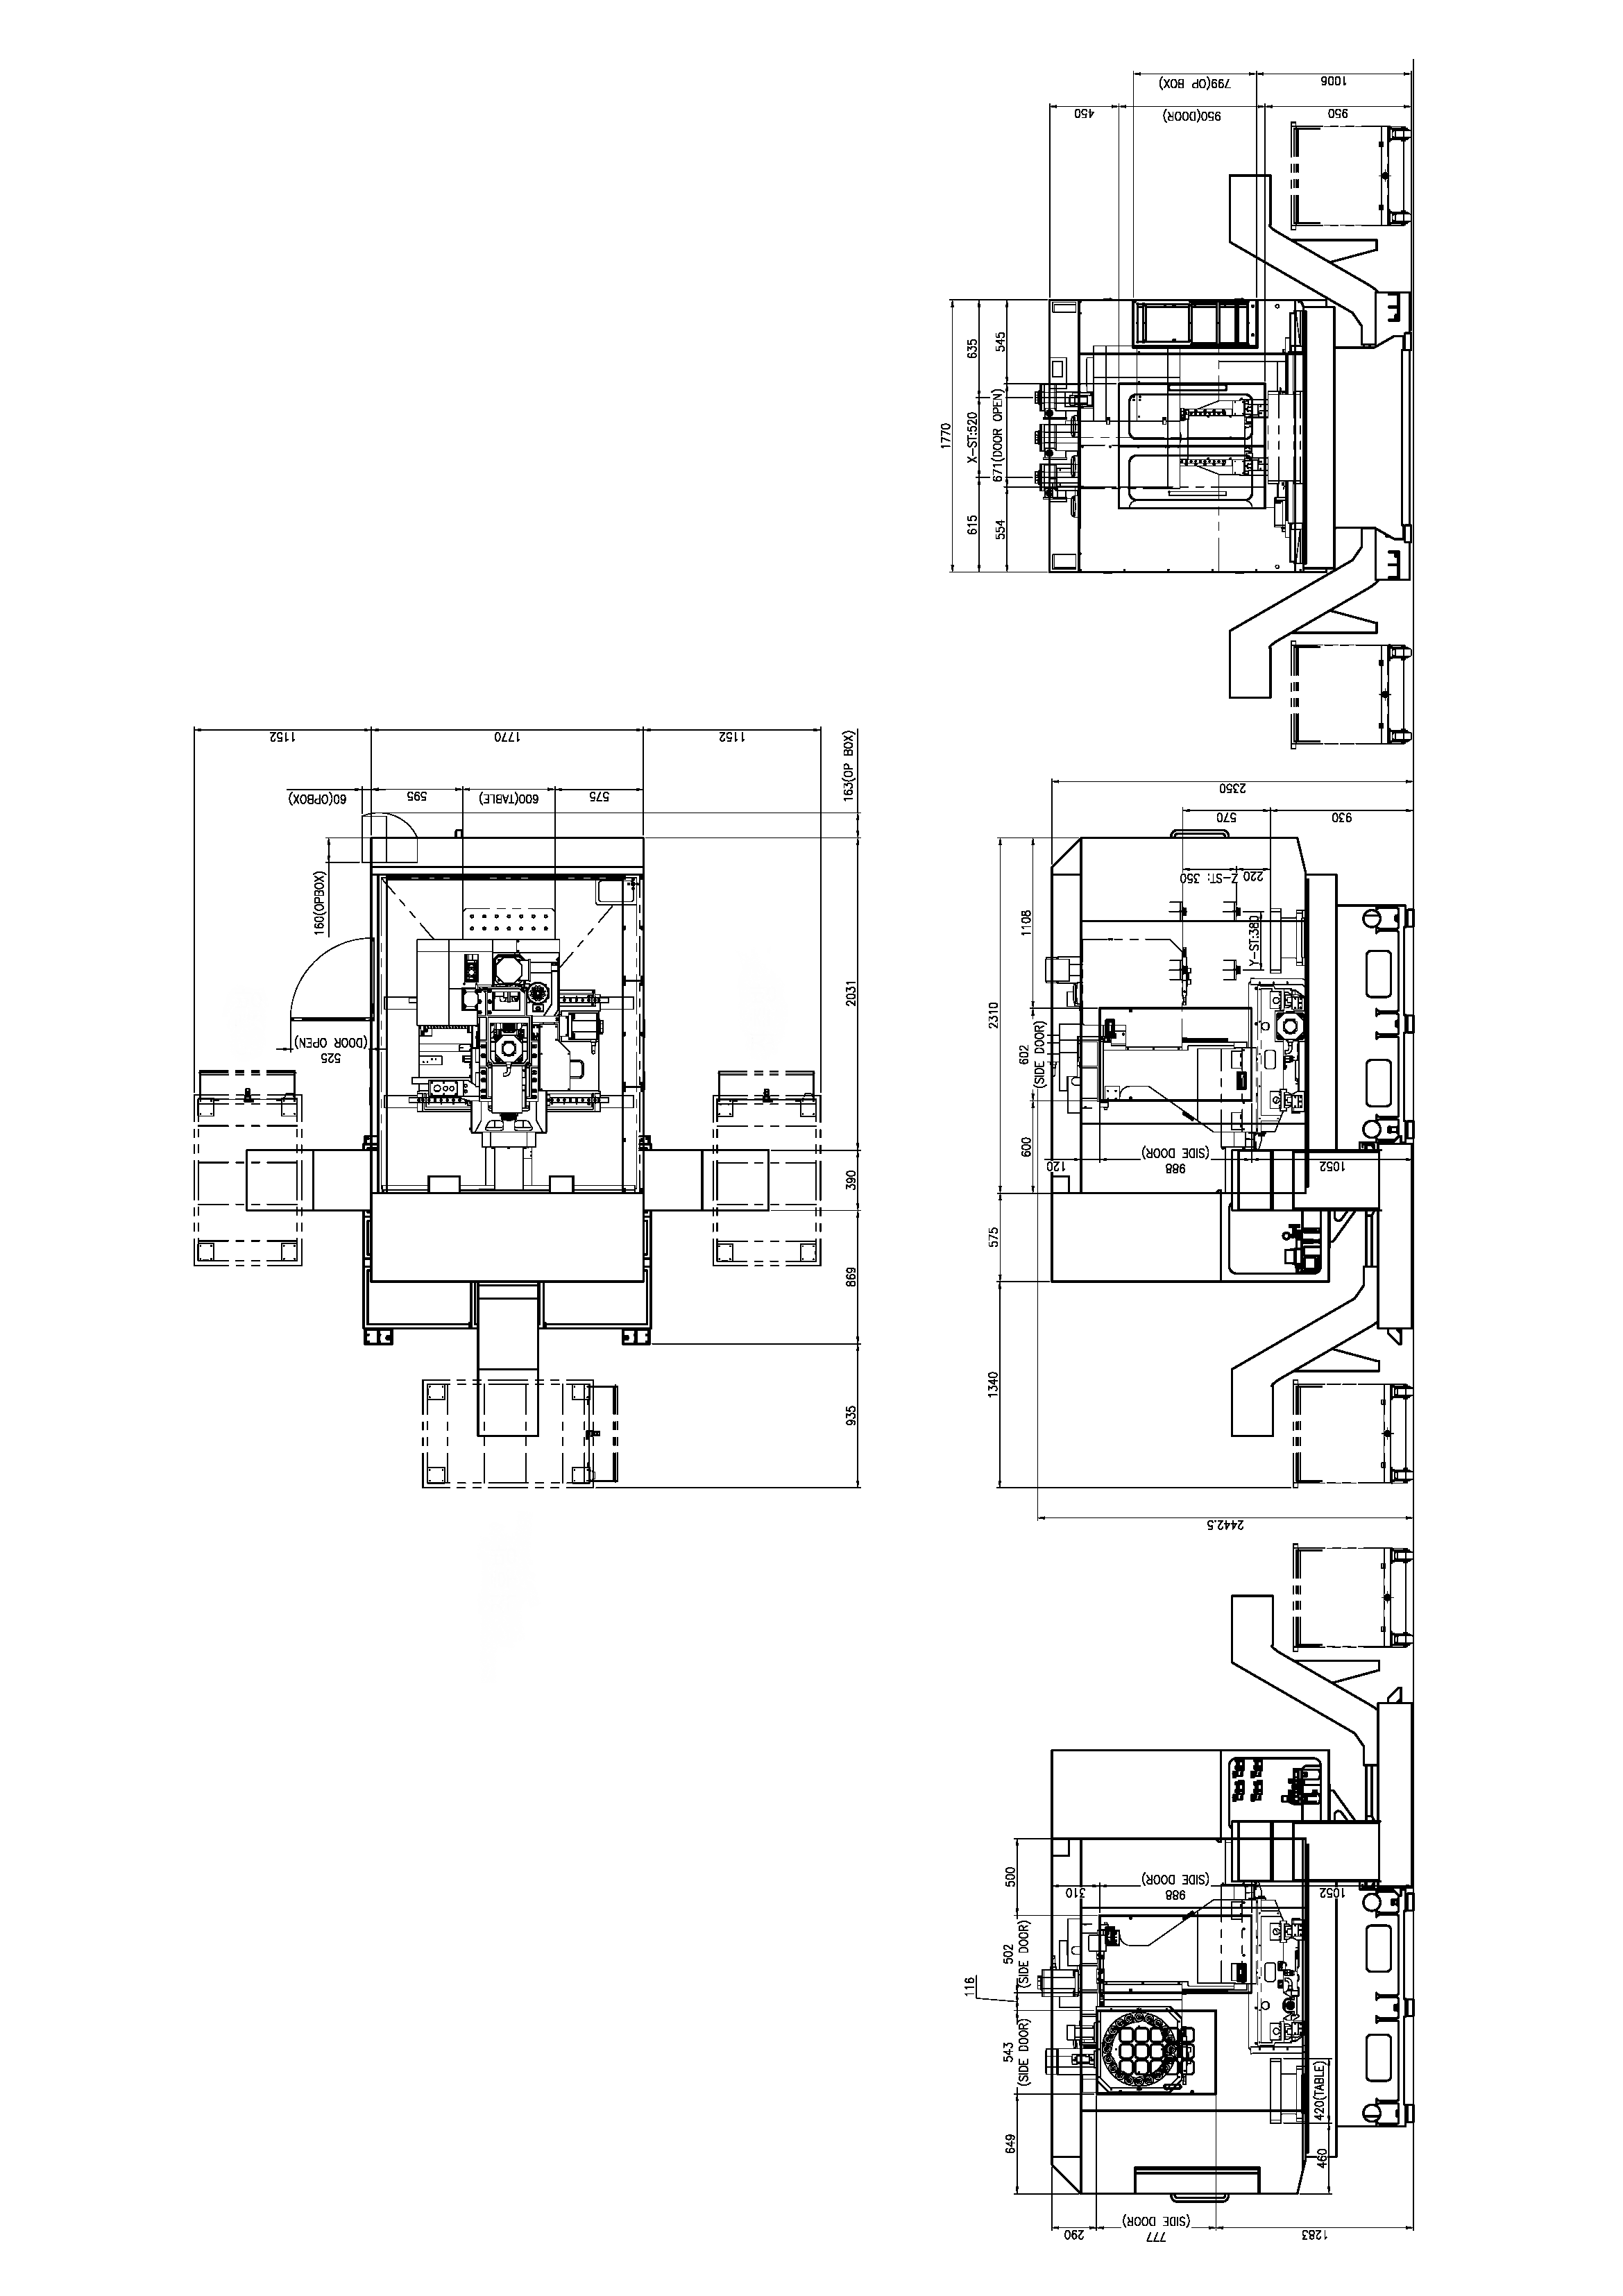 799(OP BOX)
1006
450
950(DOOR)
950
1770
635
X-ST:520
615
545
671(DOOR OPEN)
554
1152
1770
1152
60(OPBOX)
595
600(TABLE)
575
163(OP BOX)
160(OPBOX)
525
(DOOR OPEN)
2031
390
869
935
2350
570
930
Z-ST: 350
220
Y-ST:380
2310
1108
602
(SIDE DOOR)
600
120
988
(SIDE DOOR)
1052
575
1340
2442.5
500
310
988
(SIDE DOOR)
1052
502
(SIDE DOOR)
116
543
(SIDE DOOR)
649
420(TABLE)
460
290
777
(SIDE DOOR)
1283